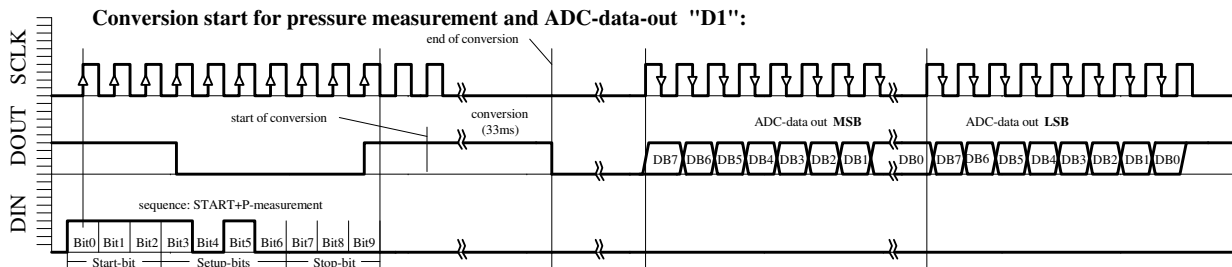 Conversion start for pressure measurement and ADC-data-out "D1":
end of conversion
SCLK
start of conversion
conversion
(33ms)
ADC-data out MSB
ADC-data out LSB
DOUT
DB7 DB6 DB5 DB4 DB3 DB2 DB1 DB0 DB7 DB6 DB5 DB4 DB3 DB2 DB1 DB0
sequence: START+P-measurement
DIN
Bit0 Bit1 Bit2 Bit3 Bit4 Bit5 Bit6 Bit7 Bit8 Bit9
Start-bit Setup-bits Stop-bit